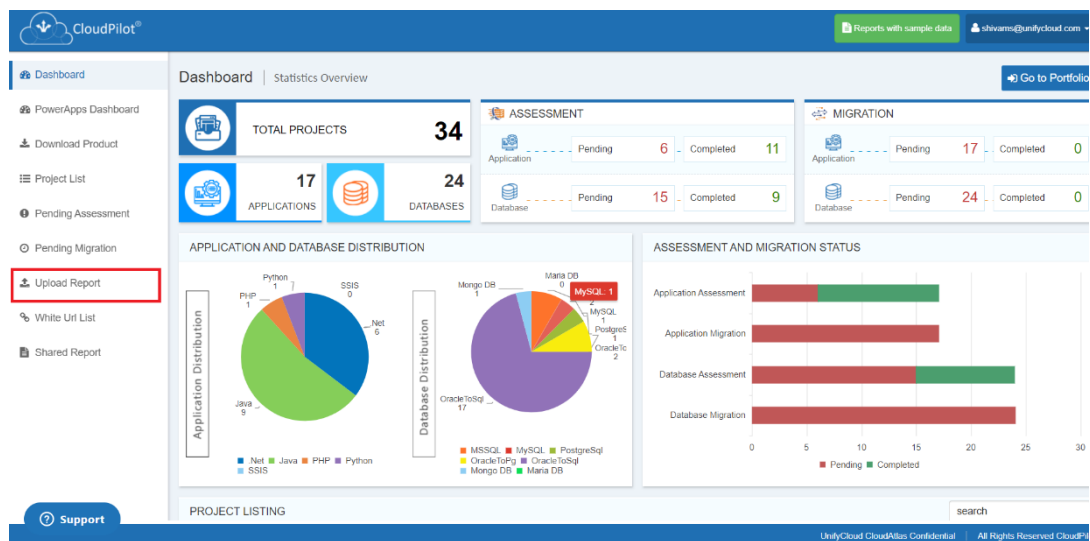 CloudPilot®
Reports with sample data
shivams@unifycloud.com
Dashboard
PowerApps Dashboard
Download Product
Project List
Pending Assessment
Pending Migration
Upload Report
White Url List
Shared Report
Support
Dashboard | Statistics Overview
Go to Portfolio
TOTAL PROJECTS 34
17 APPLICATIONS
24 DATABASES
ASSESSMENT
Application Pending 6 Completed 11
Database Pending 15 Completed 9
MIGRATION
Application Pending 17 Completed 0
Database Pending 24 Completed 0
APPLICATION AND DATABASE DISTRIBUTION
Application Distribution
Python 1
SSIS 0
PHP 1
Net 6
Java 9
Net Java PHP Python
SSIS
Database Distribution
Maria DB 0
Mongo DB 1
MySQL: 1
2
MySQL 1
PostgreS 1
OracleTo 2
OracleToSql 17
MSSQL MySQL PostgreSql
OracleToPg OracleToSql
Mongo DB Maria DB
ASSESSMENT AND MIGRATION STATUS
Application Assessment
Application Migration
Database Assessment
Database Migration
0 5 10 15 20 25 30
Pending Completed
PROJECT LISTING
search
UnifyCloud CloudAtlas Confidential | All Rights Reserved CloudPil